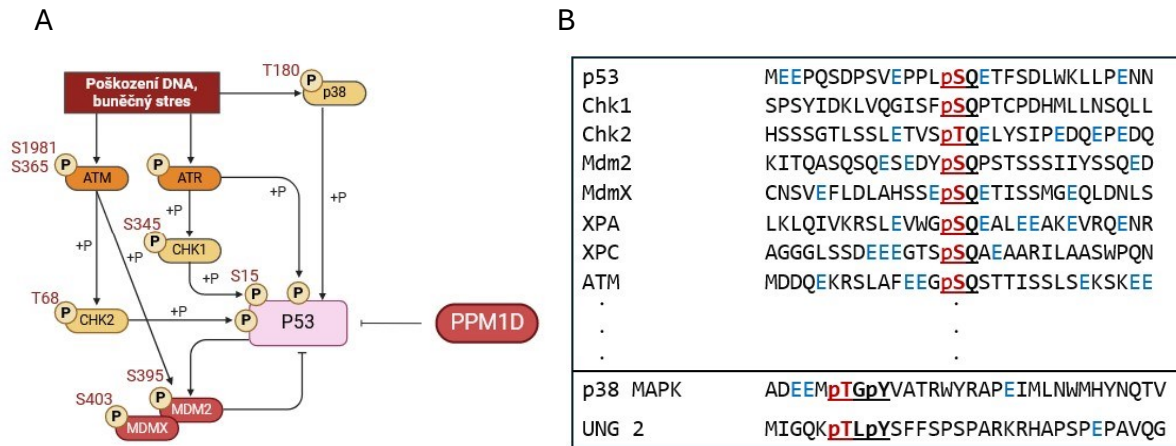 A
B
Poškození DNA,
buněčný stres
T180
P
p38
S1981
S365
P
ATM
P
ATR
+P
+P
+P
+P
+P
S345
P
CHK1
+P
S15
P
P
T68
P
CHK2
+P
P
P53
PPM1D
S395
P
MDM2
S403
P
MDMX
p53 MEEPQSDPSVEPPLpSQETFSDLWKLLPENN
Chk1 SPSYIDKLVQGISFpSQPTCPDHMLLNSQLL
Chk2 HSSSGTLSSLETVSpTQELYSIPEDQEPEDQ
Mdm2 KITQASQSQESEDYpSQPSTSSSIIYSSQED
MdmX CNSVEFLDLAHSSEpSQETISSMGEQLDNLS
XPA LKLQIVKRSLEVWGpSQEALEEAKEVRQENR
XPC AGGGLSSDEEEGTSpSQAEAARILAASWPQN
ATM MDDQEKRSLAFEEGpSQSTTISSLSEKSKEE
. .
. .
. .
p38 MAPK ADEEMpTGpYVATRWYRAPEIMLNWMHYNQTV
UNG 2 MIGQKpTLpYSFFSPSPARKRHAPSPEPAVQG